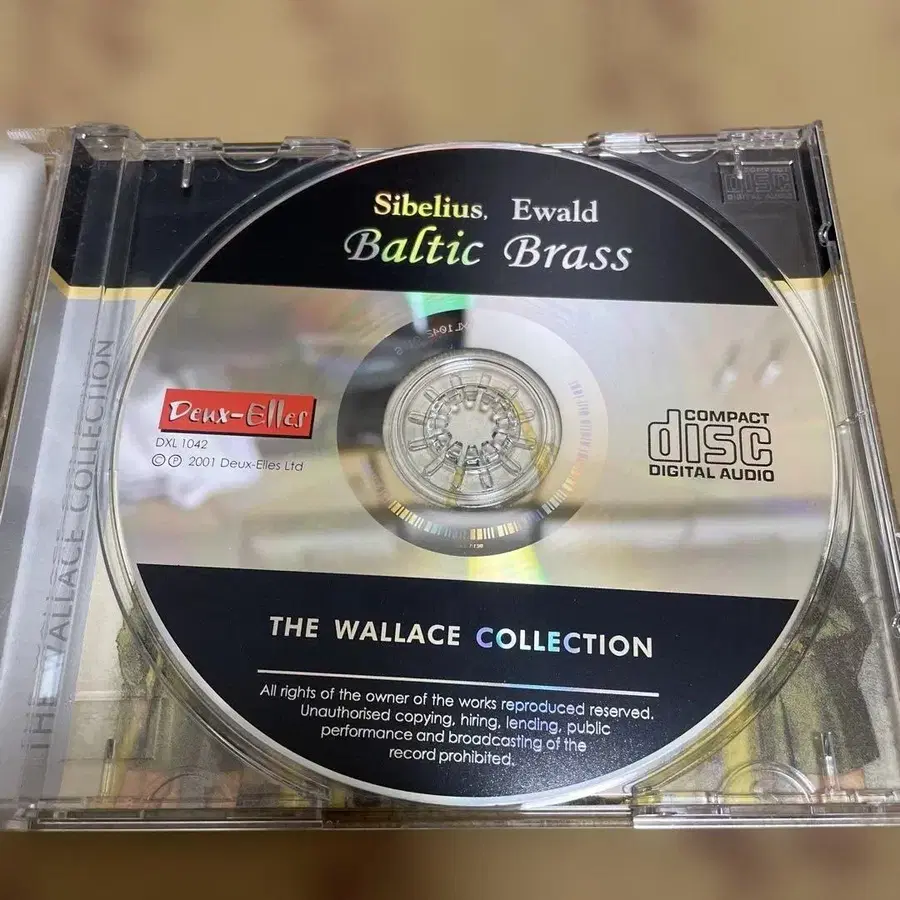 Sibelius, Ewald
Baltic Brass
Deux-Elles
DXL 1042
©℗ 2001 Deux-Elles Ltd
COMPACT
disc
DIGITAL AUDIO
THE WALLACE COLLECTION
All rights of the owner of the works reproduced reserved.
Unauthorised copying, hiring, lending, public
performance and broadcasting of the
record prohibited.
THE WALLACE COLLECTION
disc